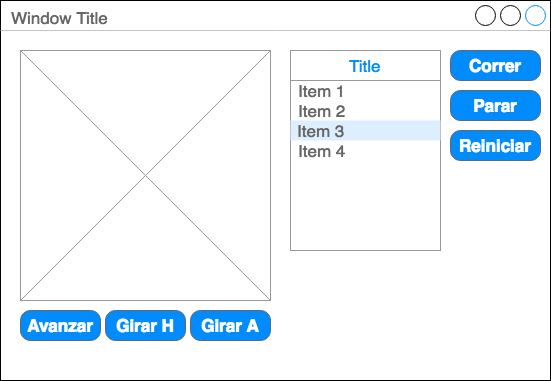 Window Title
Title
Item 1
Item 2
Item 3
Item 4
Correr
Parar
Reiniciar
Avanzar
Girar H
Girar A